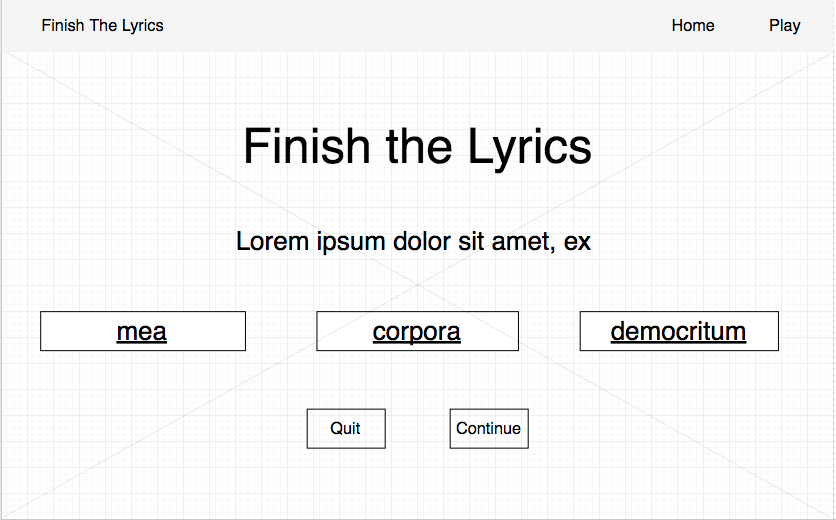 Finish The Lyrics Home Play
Finish the Lyrics
Lorem ipsum dolor sit amet, ex
mea corpora democritum
Quit Continue